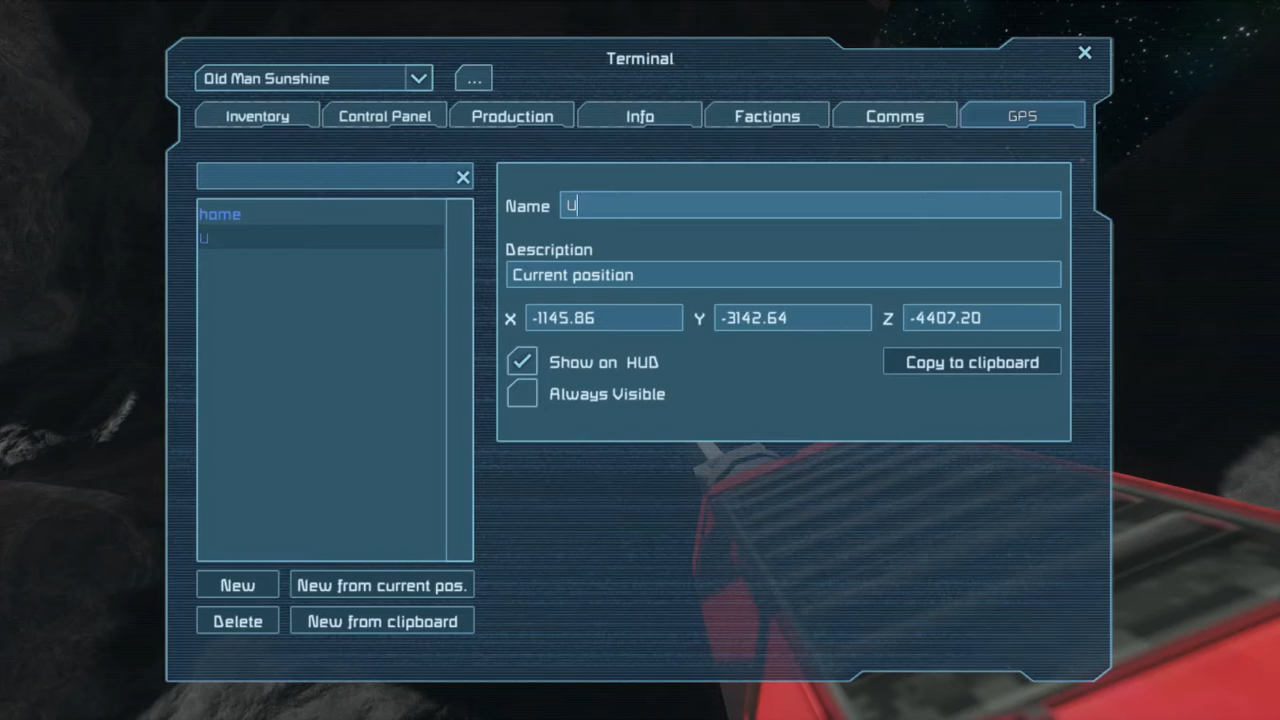 Terminal
Old Man Sunshine
...
Inventory Control Panel Production Info Factions Comms GPS
home
U
Name U
Description
Current position
X -1145.86 Y -3142.64 Z -4407.20
Show on HUD
Copy to clipboard
Always Visible
New
New from current pos.
Delete
New from clipboard